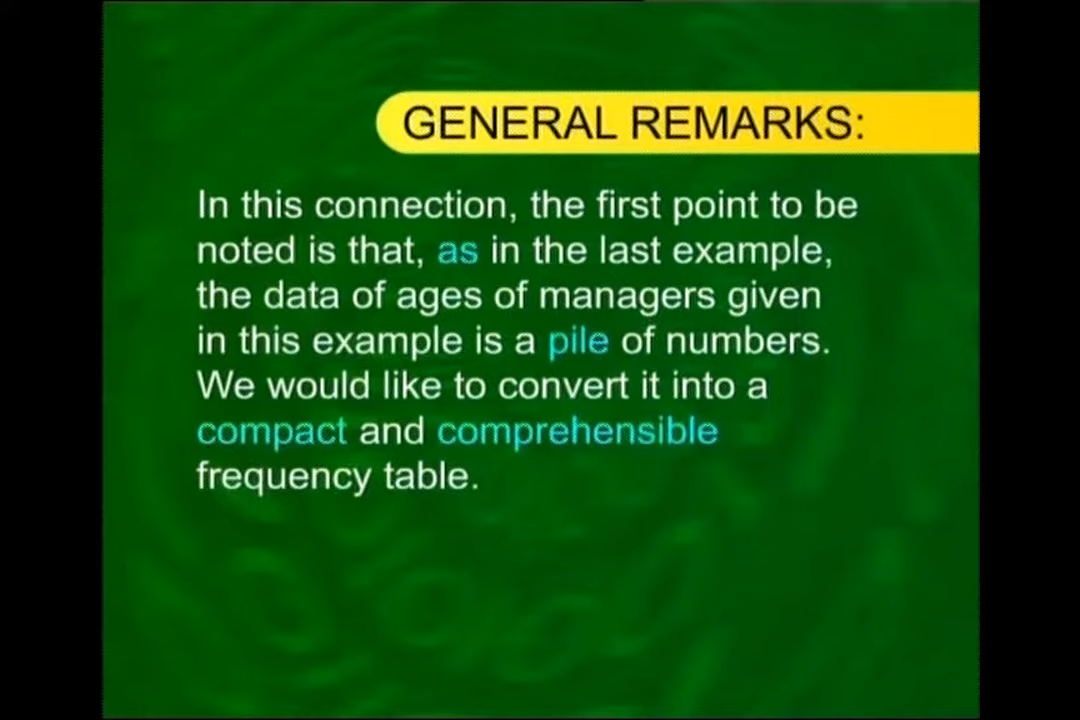 GENERAL REMARKS:
In this connection, the first point to be
noted is that, as in the last example,
the data of ages of managers given
in this example is a pile of numbers.
We would like to convert it into a
compact and comprehensible
frequency table.